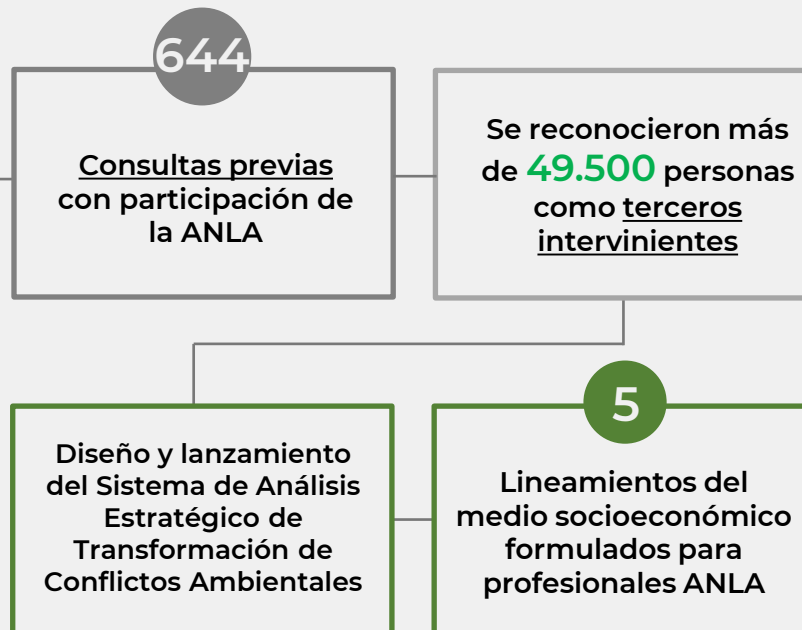 644
Consultas previas
con participación de
la ANLA
Se reconocieron más
de 49.500 personas
como terceros
intervinientes
Diseño y lanzamiento
del Sistema de Análisis
Estratégico de
Transformación de
Conflictos Ambientales
5
Lineamientos del
medio socioeconómico
formulados para
profesionales ANLA